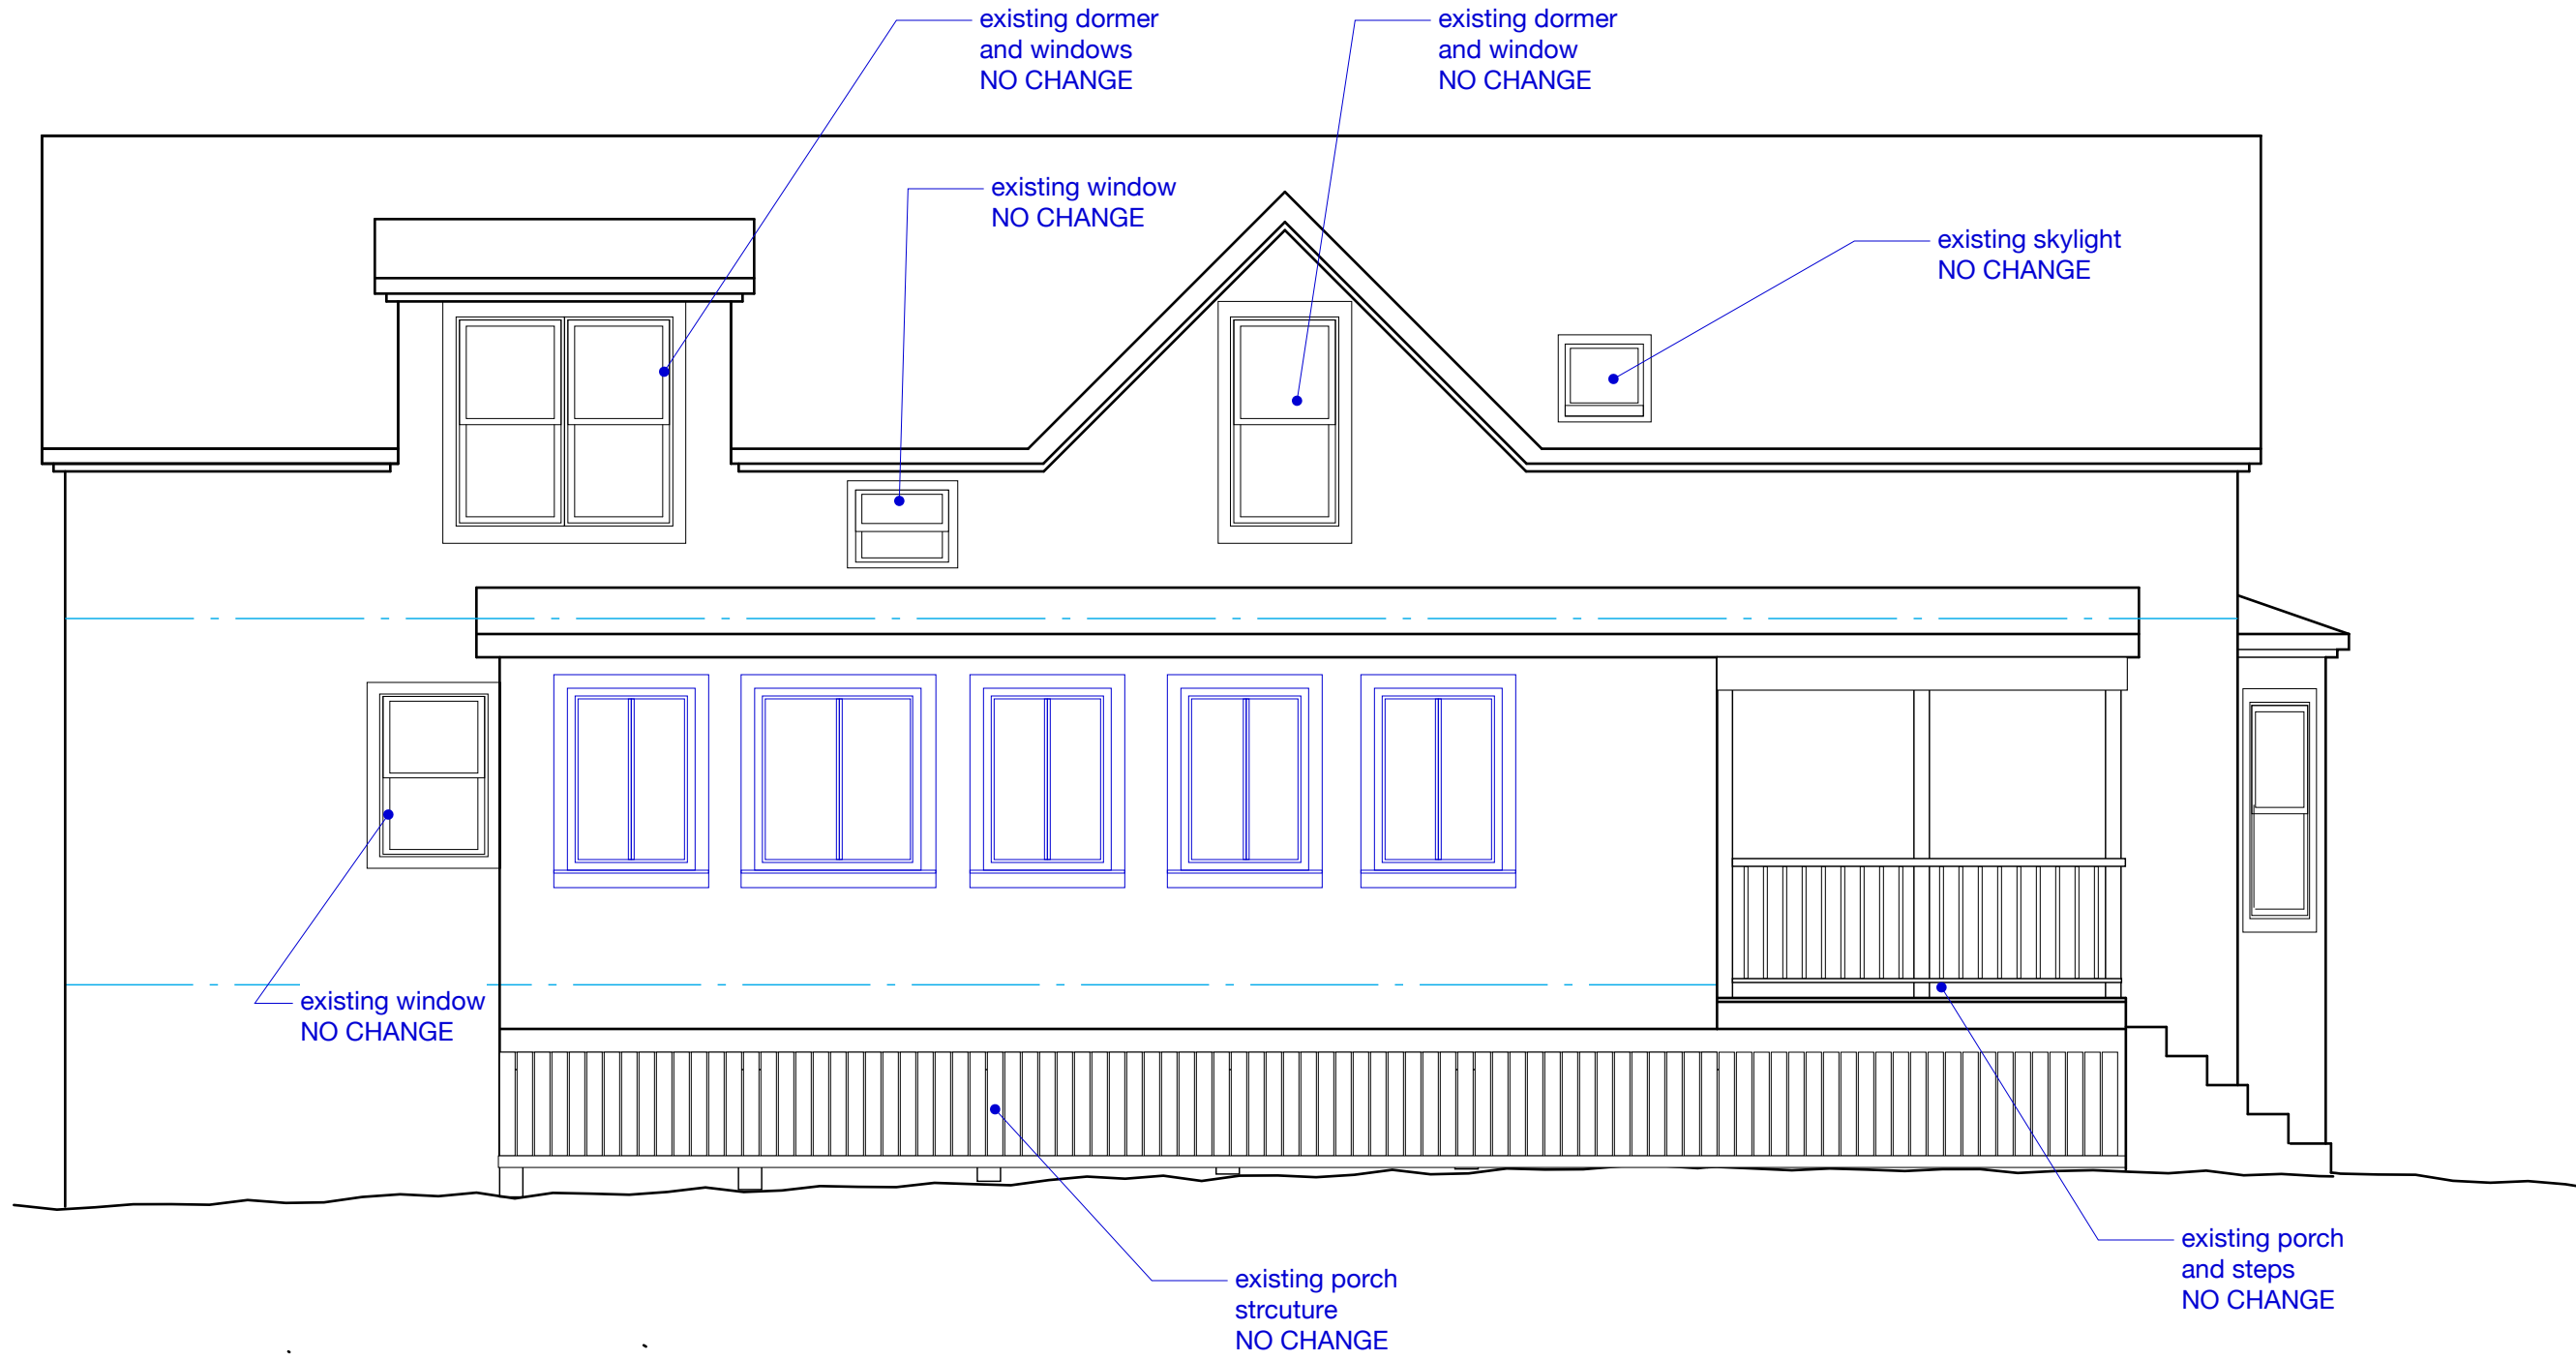 existing dormer
and windows
NO CHANGE
existing dormer
and window
NO CHANGE
existing window
NO CHANGE
existing skylight
NO CHANGE
existing window
NO CHANGE
existing porch
and steps
NO CHANGE
existing porch
strcuture
NO CHANGE